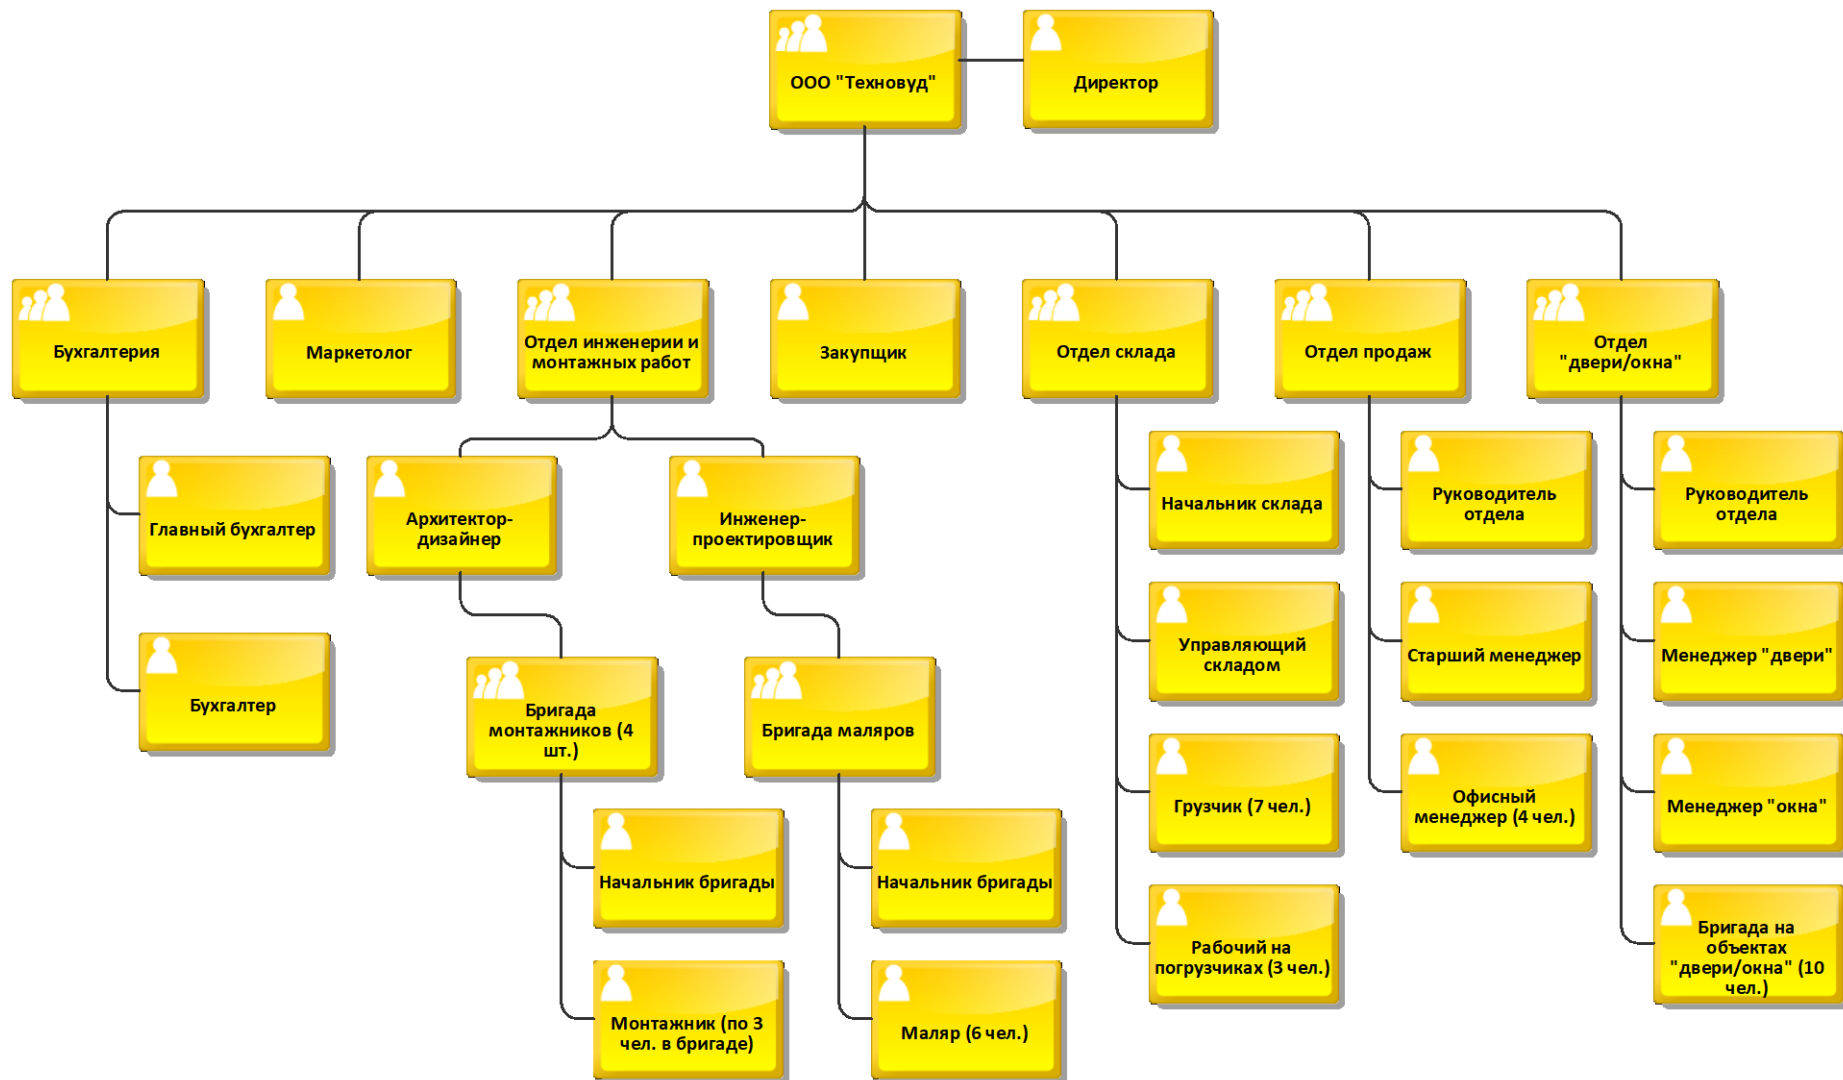 ООО "Техновуд"
Директор
Бухгалтерия
Маркетолог
Отдел инженерии и
монтажных работ
Закупщик
Отдел склада
Отдел продаж
Отдел
"двери/окна"
Главный бухгалтер
Бухгалтер
Архитектор-
дизайнер
Инженер-
проектировщик
Бригада
монтажников (4
шт.)
Бригада маляров
Начальник бригады
Монтажник (по 3
чел. в бригаде)
Начальник бригады
Маляр (6 чел.)
Начальник склада
Управляющий
складом
Грузчик (7 чел.)
Рабочий на
погрузчиках (3 чел.)
Руководитель
отдела
Старший менеджер
Офисный
менеджер (4 чел.)
Руководитель
отдела
Менеджер "двери"
Менеджер "окна"
Бригада на
объектах
"двери/окна" (10
чел.)